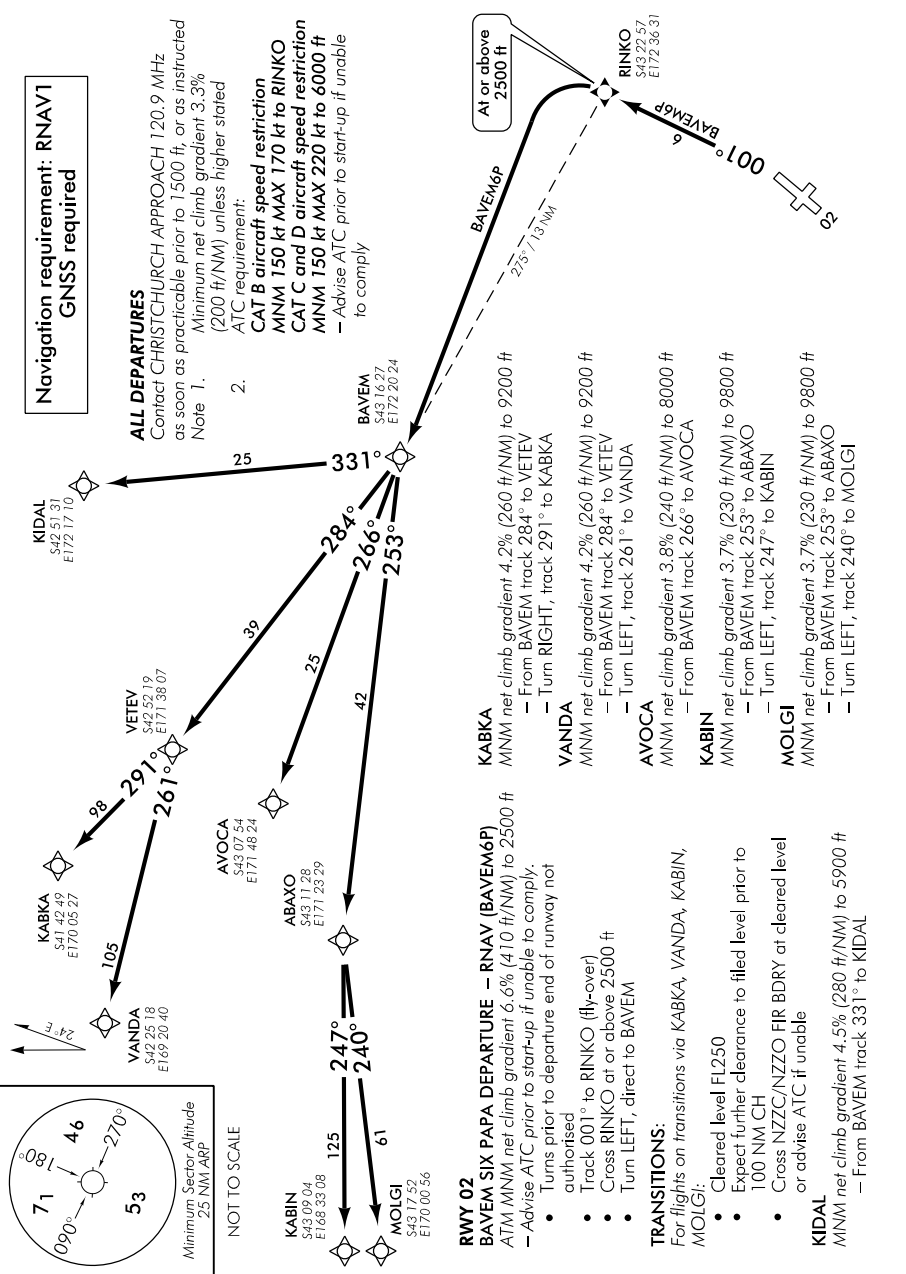 Navigation requirement: RNAV1
GNSS required
ALL DEPARTURES
Contact CHRISTCHURCH APPROACH 120.9 MHz
as soon as practicable prior to 1500 ft, or as instructed
Note 1. Minimum net climb gradient 3.3%
(200 ft/NM) unless higher stated
2. ATC requirement:
CAT B aircraft speed restriction
MNM 150 kt MAX 170 kt to RINKO
CAT C and D aircraft speed restriction
MNM 150 kt MAX 220 kt to 6000 ft
– Advise ATC prior to start-up if unable
to comply
At or above
2500 ft
RINKO
S43 22 57
E172 36 31
BAVEM6P
6
001°
02
BAVEM6P
275° / 13 NM
BAVEM
S43 16 27
E172 20 24
331°
25
KIDAL
S42 51 31
E172 17 10
284°
39
266°
25
253°
42
VETEV
S42 52 19
E171 38 07
291°
98
261°
105
KABKA
S41 42 49
E170 05 27
VANDA
S42 25 18
E169 20 40
24° E
AVOCA
S43 07 54
E171 48 24
ABAXO
S43 11 28
E171 23 29
247°
125
240°
61
KABIN
S43 09 04
E168 33 08
MOLGI
S43 17 52
E170 00 56
180°
270°
090°
71
46
53
Minimum Sector Altitude
25 NM ARP
NOT TO SCALE
RWY 02
BAVEM SIX PAPA DEPARTURE – RNAV (BAVEM6P)
ATM MNM net climb gradient 6.6% (410 ft/NM) to 2500 ft
– Advise ATC prior to start-up if unable to comply.
• Turns prior to departure end of runway not
authorised
• Track 001° to RINKO (fly-over)
• Cross RINKO at or above 2500 ft
• Turn LEFT, direct to BAVEM
TRANSITIONS:
For flights on transitions via KABKA, VANDA, KABIN,
MOLGI:
• Cleared level FL250
• Expect further clearance to filed level prior to
100 NM CH
• Cross NZZC/NZZO FIR BDRY at cleared level
or advise ATC if unable
KIDAL
MNM net climb gradient 4.5% (280 ft/NM) to 5900 ft
– From BAVEM track 331° to KIDAL
KABKA
MNM net climb gradient 4.2% (260 ft/NM) to 9200 ft
– From BAVEM track 284° to VETEV
– Turn RIGHT, track 291° to KABKA
VANDA
MNM net climb gradient 4.2% (260 ft/NM) to 9200 ft
– From BAVEM track 284° to VETEV
– Turn LEFT, track 261° to VANDA
AVOCA
MNM net climb gradient 3.8% (240 ft/NM) to 8000 ft
– From BAVEM track 266° to AVOCA
KABIN
MNM net climb gradient 3.7% (230 ft/NM) to 9800 ft
– From BAVEM track 253° to ABAXO
– Turn LEFT, track 247° to KABIN
MOLGI
MNM net climb gradient 3.7% (230 ft/NM) to 9800 ft
– From BAVEM track 253° to ABAXO
– Turn LEFT, track 240° to MOLGI